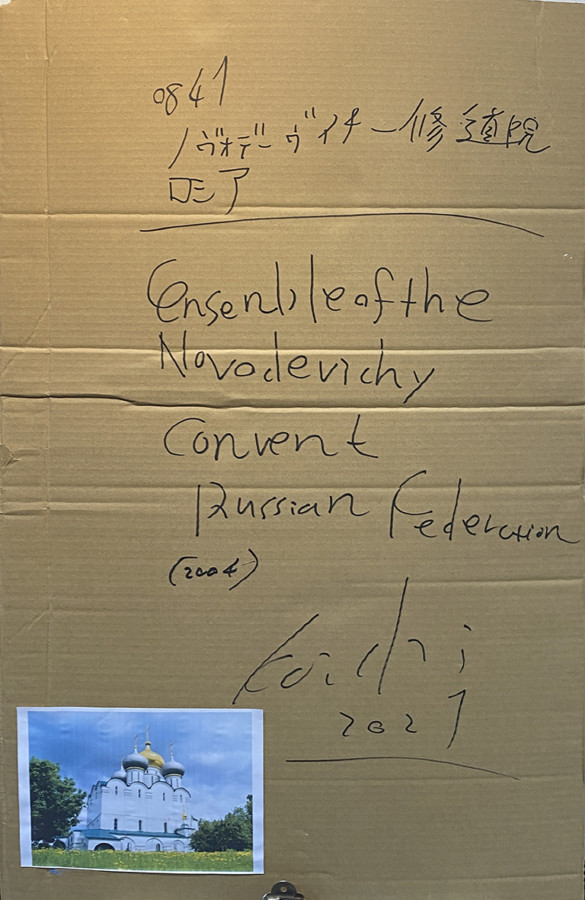 0841
ノヴォデーヴィチー修道院
ロシア
Ensenble of the
Novodevichy
Convent
Russian Federation
(2004)
Koichi
2021